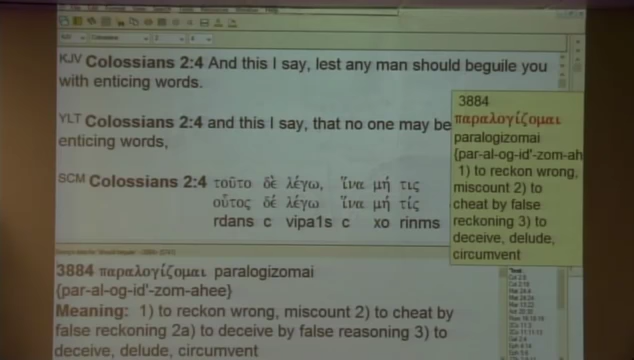 KJV Colossians 2:4 And this I say, lest any man should beguile you
with enticing words.
YLT Colossians 2:4 and this I say, that no one may be
enticing words,
SCM Colossians 2:4 τοῦτο δὲ λέγω, ἵνα μή τις
οὗτος δέ λέγω ἵνα μή τίς
rdans c vipa1s c xo rinms
3884
παραλογίζομαι
paralogizomai
{par-al-og-id'-zom-ah
1) to reckon wrong,
miscount 2) to
cheat by false
reckoning 3) to
deceive, delude,
circumvent
3884 παραλογίζομαι paralogizomai
{par-al-og-id'-zom-ahee}
Meaning: 1) to reckon wrong, miscount 2) to cheat by
false reckoning 2a) to deceive by false reasoning 3) to
deceive, delude, circumvent